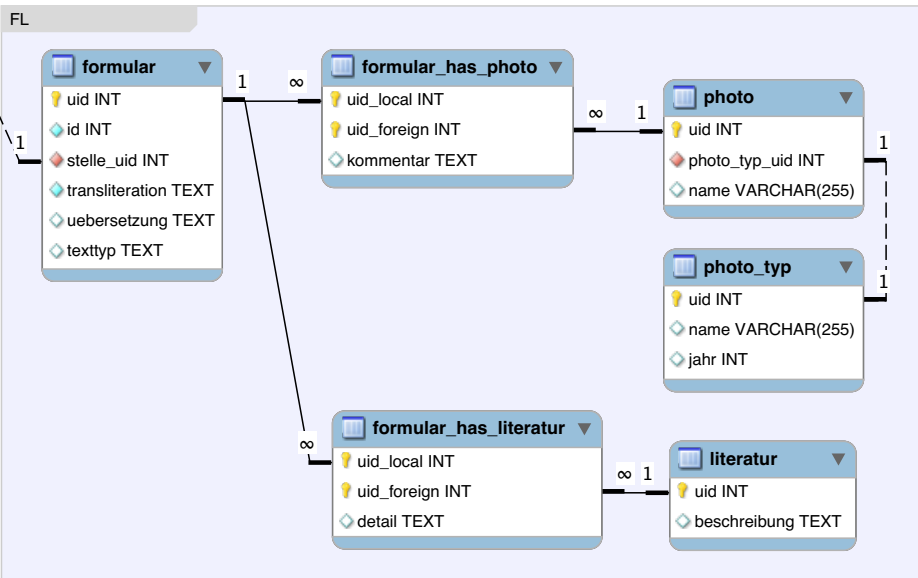 FL
formular
uid INT
id INT
stelle_uid INT
transliteration TEXT
uebersetzung TEXT
texttyp TEXT
1
1
∞
formular_has_photo
uid_local INT
uid_foreign INT
kommentar TEXT
∞
1
photo
uid INT
photo_typ_uid INT
name VARCHAR(255)
1
1
photo_typ
uid INT
name VARCHAR(255)
jahr INT
∞
formular_has_literatur
uid_local INT
uid_foreign INT
detail TEXT
∞
1
literatur
uid INT
beschreibung TEXT